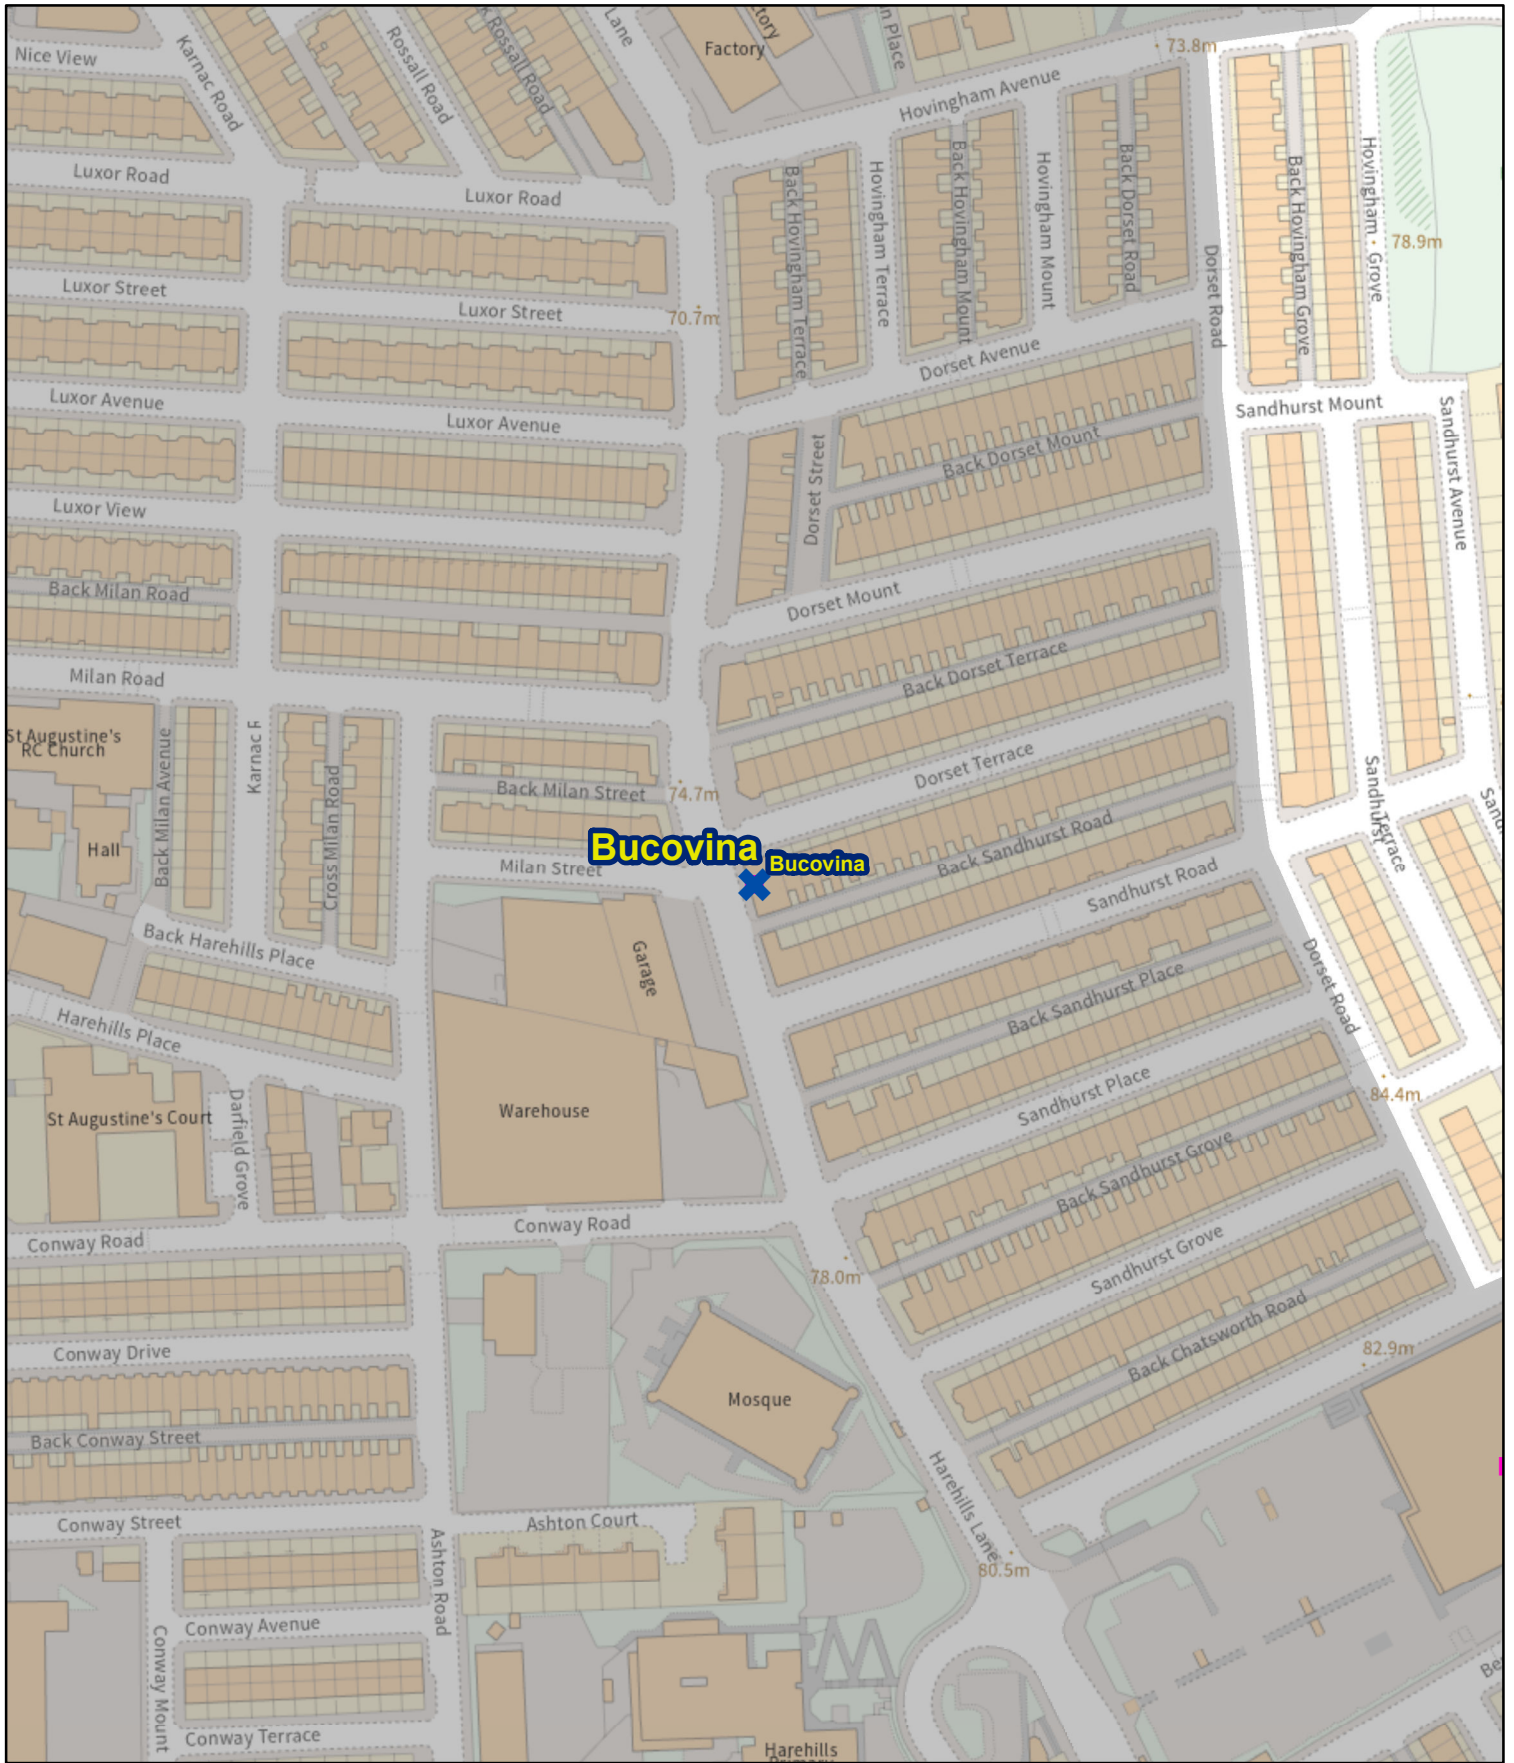 Nice View
Karnac Road
Rossall Road
k Rossall Road
Lane
Factory
ctory
n Place
73.8m
Hovingham Avenue
Luxor Road
Luxor Road
Back Hovingham Terrace
Hovingham Terrace
Back Hovingham Mount
Hovingham Mount
Back Dorset Road
Dorset Road
Back Hovingham Grove
Hovingham Grove
78.9m
Luxor Street
Luxor Street
70.7m
Dorset Avenue
Luxor Avenue
Luxor Avenue
Sandhurst Mount
Sandhurst Avenue
Dorset Street
Back Dorset Mount
Luxor View
Back Milan Road
Dorset Mount
Back Dorset Terrace
Milan Road
St Augustine's
RC Church
Back Milan Avenue
Karnac R
Cross Milan Road
Back Milan Street
74.7m
Dorset Terrace
Sandhurst
Terrace
Sand
Hall
Milan Street
Bucovina
Bucovina
Back Sandhurst Road
Sandhurst Road
Back Harehills Place
Garage
Harehills Place
Back Sandhurst Place
Dorset Road
St Augustine's Court
Darfield Grove
Warehouse
Sandhurst Place
84.4m
Back Sandhurst Grove
Conway Road
Conway Road
78.0m
Sandhurst Grove
Conway Drive
Back Chatsworth Road
82.9m
Mosque
Back Conway Street
Harehills Lane
Conway Street
Ashton Court
Ashton Road
80.5m
Conway Avenue
Conway Mount
Conway Terrace
Harehills
Be